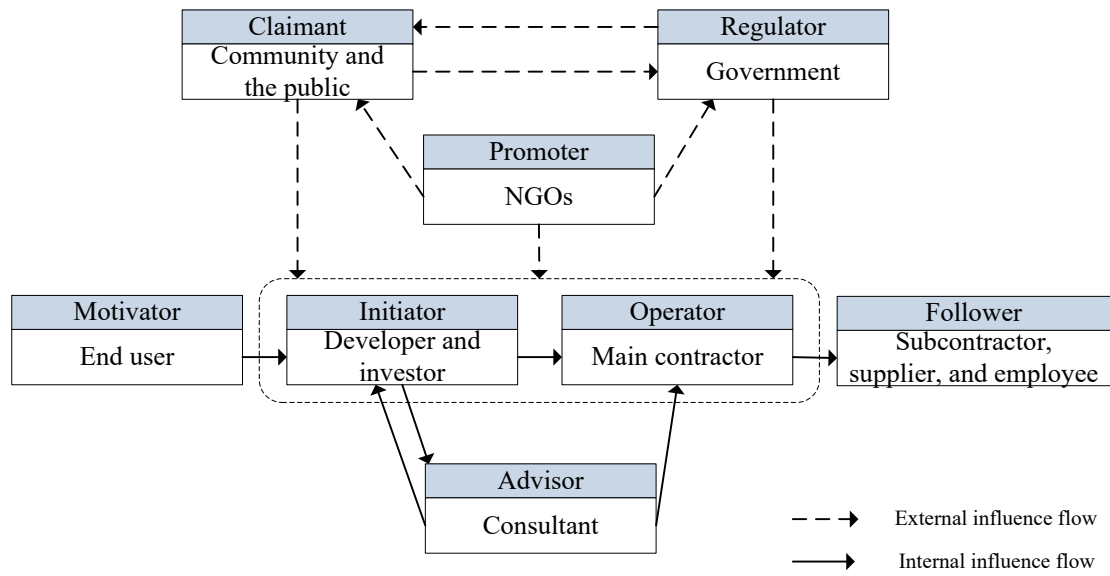 Claimant
Community and
the public
Regulator
Government
Promoter
NGOs
Motivator
End user
Initiator
Developer and
investor
Operator
Main contractor
Follower
Subcontractor,
supplier, and employee
Advisor
Consultant
External influence flow
Internal influence flow